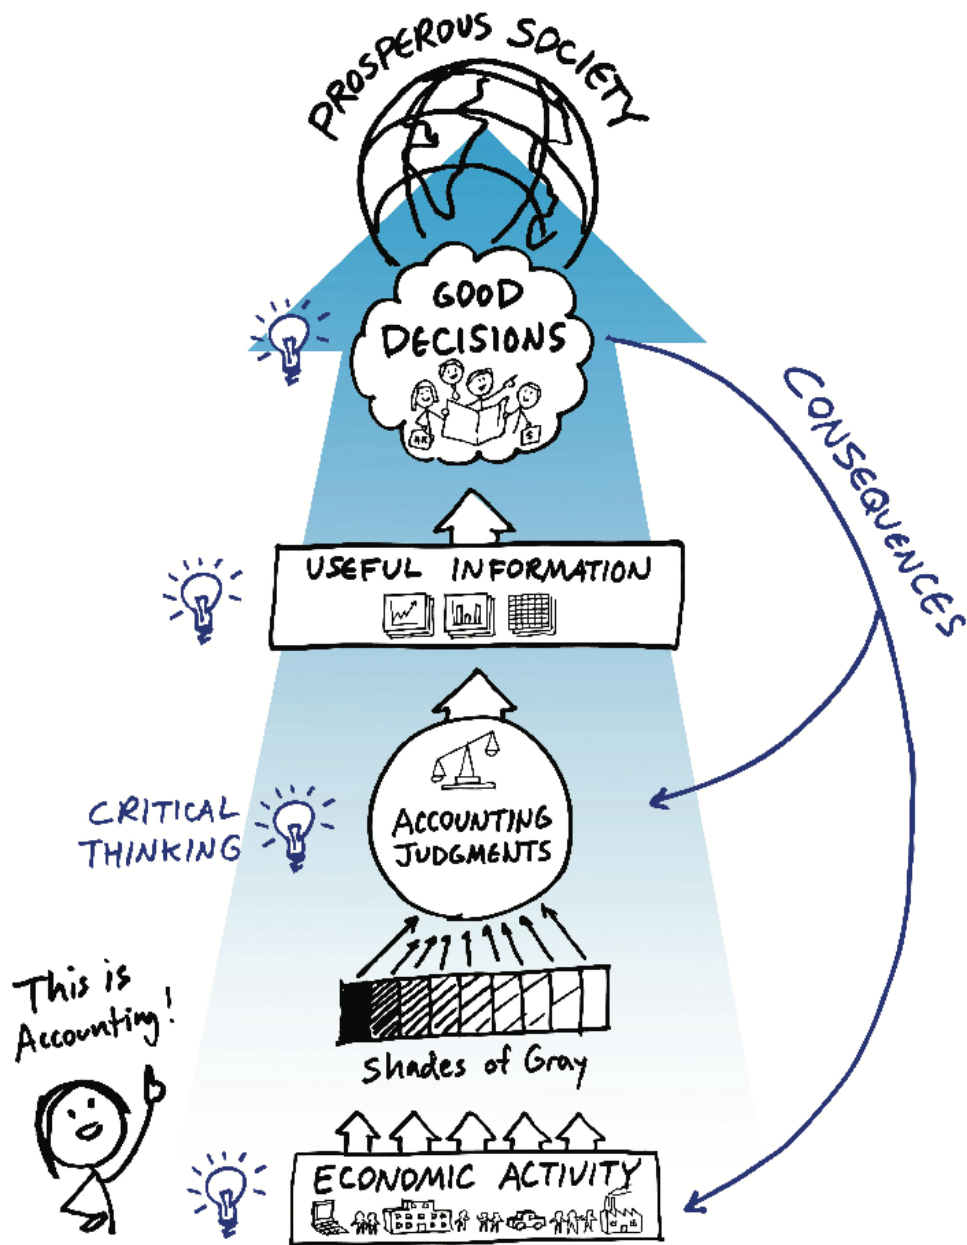 PROSPEROUS SOCIETY
GOOD
DECISIONS
$
CONSEQUENCES
USEFUL INFORMATION
CRITICAL
THINKING
ACCOUNTING
JUDGMENTS
This is
Accounting!
Shades of Gray
ECONOMIC ACTIVITY